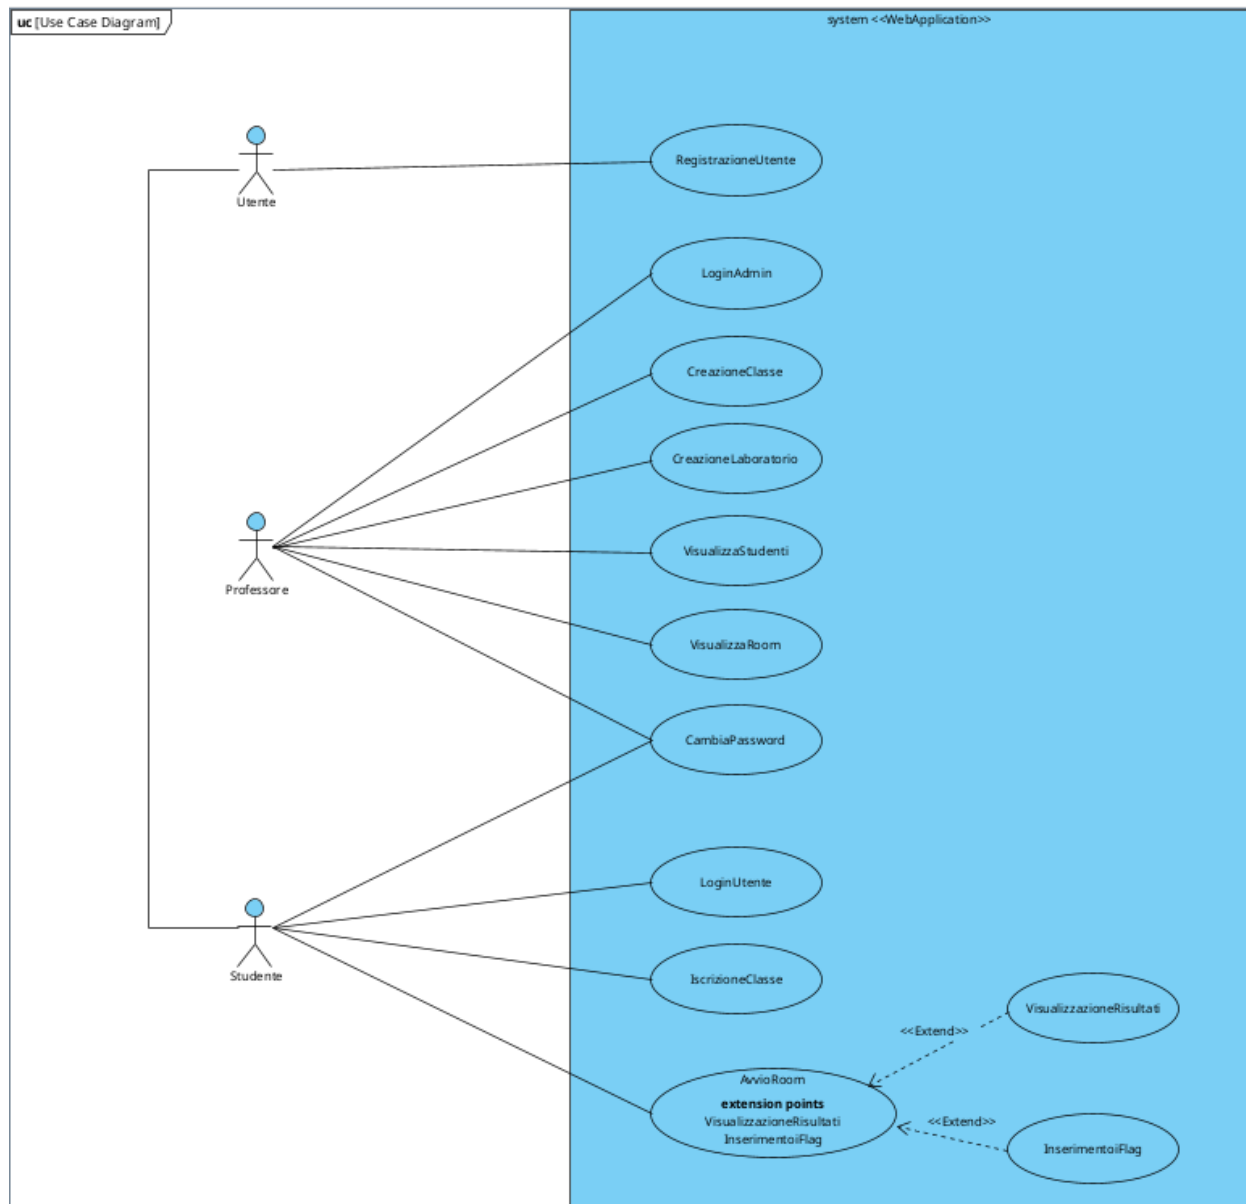 uc [Use Case Diagram]
system <<WebApplication>>
Utente
RegistrazioneUtente
LoginAdmin
CreazioneClasse
CreazioneLaboratorio
VisualizzaStudenti
Professore
VisualizzaRoom
CambiaPassword
LoginUtente
Studente
IscrizioneClasse
VisualizzazioneRisultati
<<Extend>>
AvvioRoom
extension points
VisualizzazioneRisultati
InserimentoiFlag
<<Extend>>
InserimentoiFlag